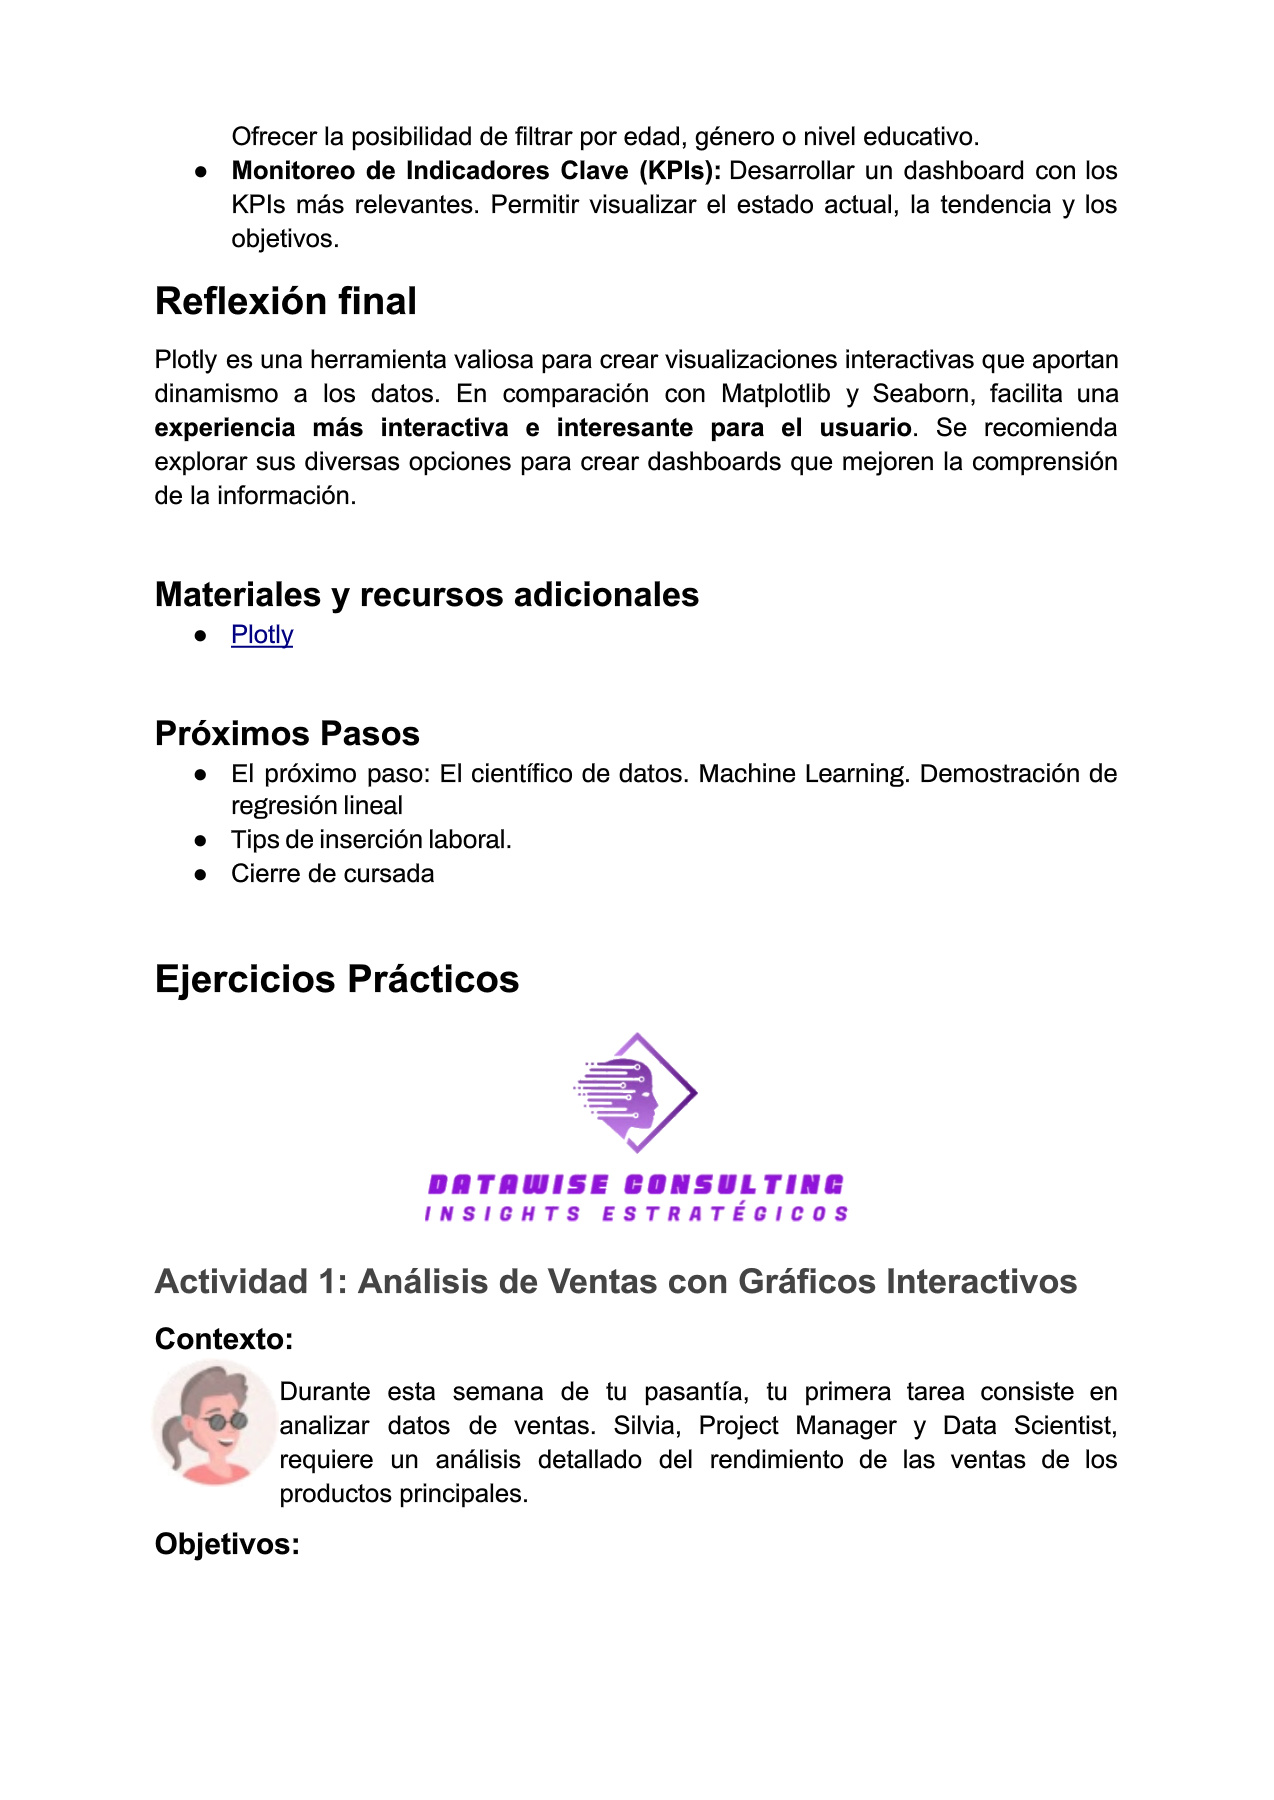 Ofrecer la posibilidad de filtrar por edad, género o nivel educativo.
● Monitoreo de Indicadores Clave (KPIs): Desarrollar un dashboard con los
KPIs más relevantes. Permitir visualizar el estado actual, la tendencia y los
objetivos.
Reflexión final
Plotly es una herramienta valiosa para crear visualizaciones interactivas que aportan
dinamismo a los datos. En comparación con Matplotlib y Seaborn, facilita una
experiencia más interactiva e interesante para el usuario. Se recomienda
explorar sus diversas opciones para crear dashboards que mejoren la comprensión
de la información.
Materiales y recursos adicionales
● Plotly
Próximos Pasos
● El próximo paso: El científico de datos. Machine Learning. Demostración de
regresión lineal
● Tips de inserción laboral.
● Cierre de cursada
Ejercicios Prácticos
DATAWISE CONSULTING
INSIGHTS ESTRATÉGICOS
Actividad 1: Análisis de Ventas con Gráficos Interactivos
Contexto:
Durante esta semana de tu pasantía, tu primera tarea consiste en
analizar datos de ventas. Silvia, Project Manager y Data Scientist,
requiere un análisis detallado del rendimiento de las ventas de los
productos principales.
Objetivos: